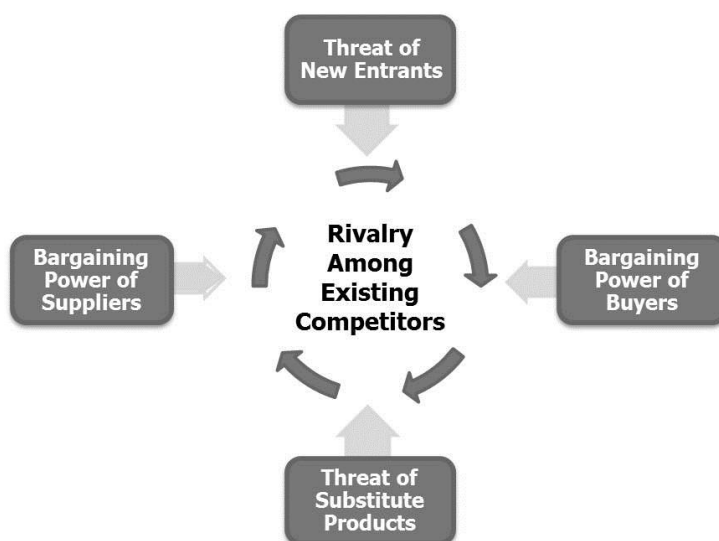 Threat of
New Entrants
Bargaining
Power of
Suppliers
Rivalry
Among
Existing
Competitors
Bargaining
Power of
Buyers
Threat of
Substitute
Products